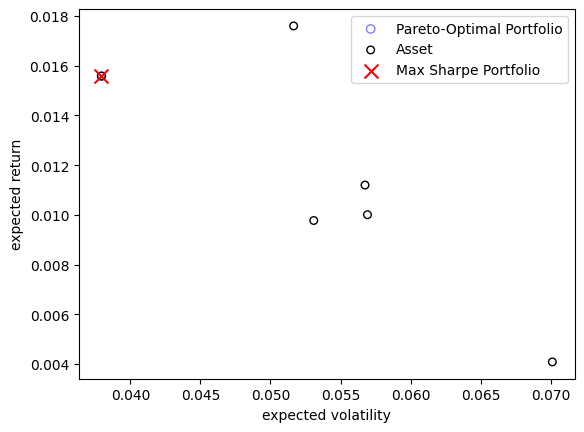 0.018
0.016
0.014
0.012
0.010
0.008
0.006
0.004
expected return
Pareto-Optimal Portfolio
Asset
Max Sharpe Portfolio
0.040 0.045 0.050 0.055 0.060 0.065 0.070
expected volatility